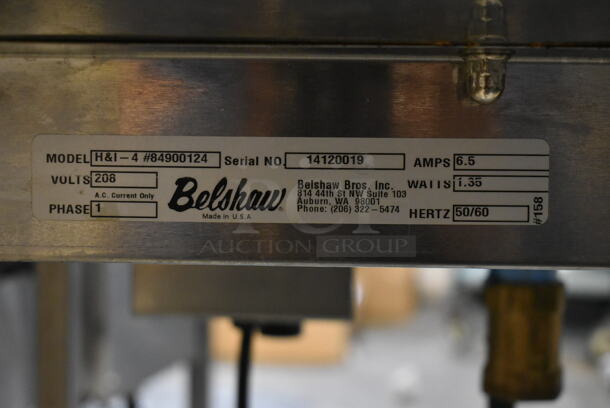 MODEL H&I-4 #84900124 Serial NO. 14120019 AMPS 6.5
VOLTS 208 WATTS 1.35
A.C. Current Only
PHASE 1 HERTZ 50/60
Belshaw
Made in U.S.A
Belshaw Bros, Inc.
814 44th St NW Suite 103
Auburn, WA 98001
Phone: (206) 322-5474
#158
PCI
AUCTION GROUP